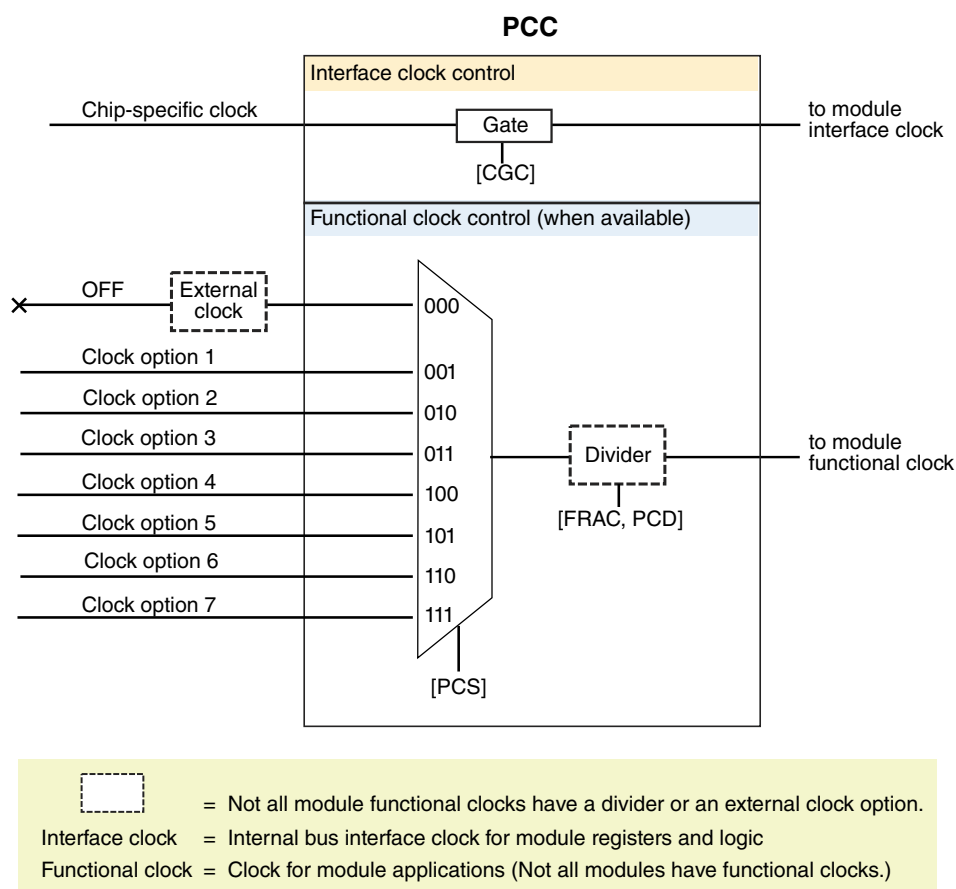 PCC
Interface clock control
Chip-specific clock
Gate
to module
interface clock
[CGC]
Functional clock control (when available)
OFF
External
clock
000
Clock option 1
001
Clock option 2
010
Clock option 3
011
Clock option 4
100
Clock option 5
101
Clock option 6
110
Clock option 7
111
Divider
to module
functional clock
[FRAC, PCD]
[PCS]
= Not all module functional clocks have a divider or an external clock option.
Interface clock = Internal bus interface clock for module registers and logic
Functional clock = Clock for module applications (Not all modules have functional clocks.)